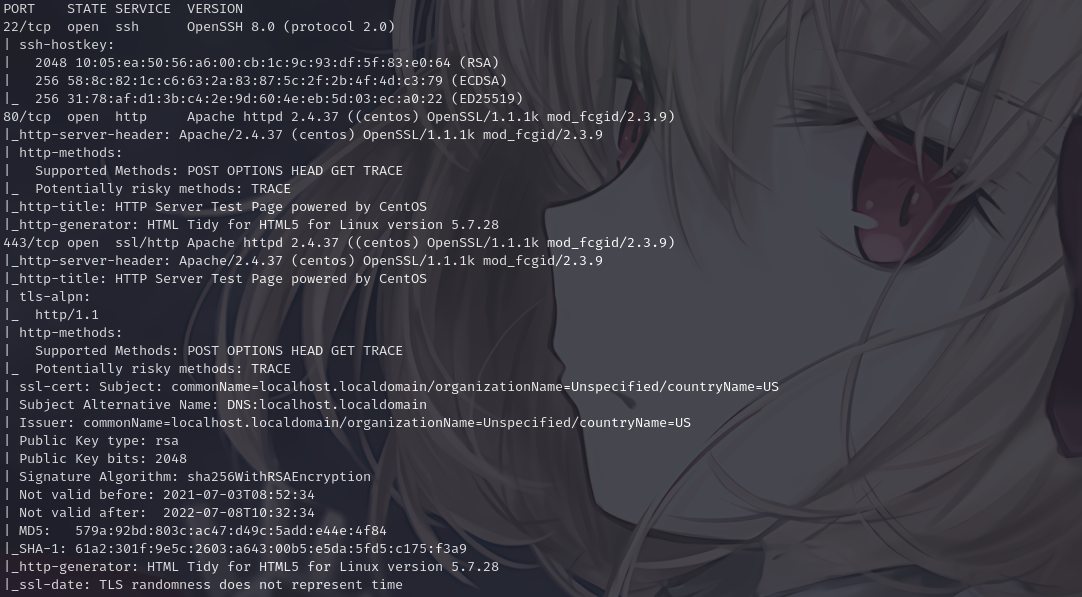 PORT    STATE SERVICE  VERSION
22/tcp  open  ssh      OpenSSH 8.0 (protocol 2.0)
| ssh-hostkey:
|   2048 10:05:ea:50:56:a6:00:cb:1c:9c:93:df:5f:83:e0:64 (RSA)
|   256 58:8c:82:1c:c6:63:2a:83:87:5c:2f:2b:4f:4d:c3:79 (ECDSA)
|_  256 31:78:af:d1:3b:c4:2e:9d:60:4e:eb:5d:03:ec:a0:22 (ED25519)
80/tcp  open  http     Apache httpd 2.4.37 ((centos) OpenSSL/1.1.1k mod_fcgid/2.3.9)
|_http-server-header: Apache/2.4.37 (centos) OpenSSL/1.1.1k mod_fcgid/2.3.9
| http-methods:
|   Supported Methods: POST OPTIONS HEAD GET TRACE
|_  Potentially risky methods: TRACE
|_http-title: HTTP Server Test Page powered by CentOS
|_http-generator: HTML Tidy for HTML5 for Linux version 5.7.28
443/tcp open  ssl/http Apache httpd 2.4.37 ((centos) OpenSSL/1.1.1k mod_fcgid/2.3.9)
|_http-server-header: Apache/2.4.37 (centos) OpenSSL/1.1.1k mod_fcgid/2.3.9
|_http-title: HTTP Server Test Page powered by CentOS
| tls-alpn:
|_  http/1.1
| http-methods:
|   Supported Methods: POST OPTIONS HEAD GET TRACE
|_  Potentially risky methods: TRACE
| ssl-cert: Subject: commonName=localhost.localdomain/organizationName=Unspecified/countryName=US
| Subject Alternative Name: DNS:localhost.localdomain
| Issuer: commonName=localhost.localdomain/organizationName=Unspecified/countryName=US
| Public Key type: rsa
| Public Key bits: 2048
| Signature Algorithm: sha256WithRSAEncryption
| Not valid before: 2021-07-03T08:52:34
| Not valid after:  2022-07-08T10:32:34
| MD5:   579a:92bd:803c:ac47:d49c:5add:e44e:4f84
|_SHA-1: 61a2:301f:9e5c:2603:a643:00b5:e5da:5fd5:c175:f3a9
|_http-generator: HTML Tidy for HTML5 for Linux version 5.7.28
|_ssl-date: TLS randomness does not represent time